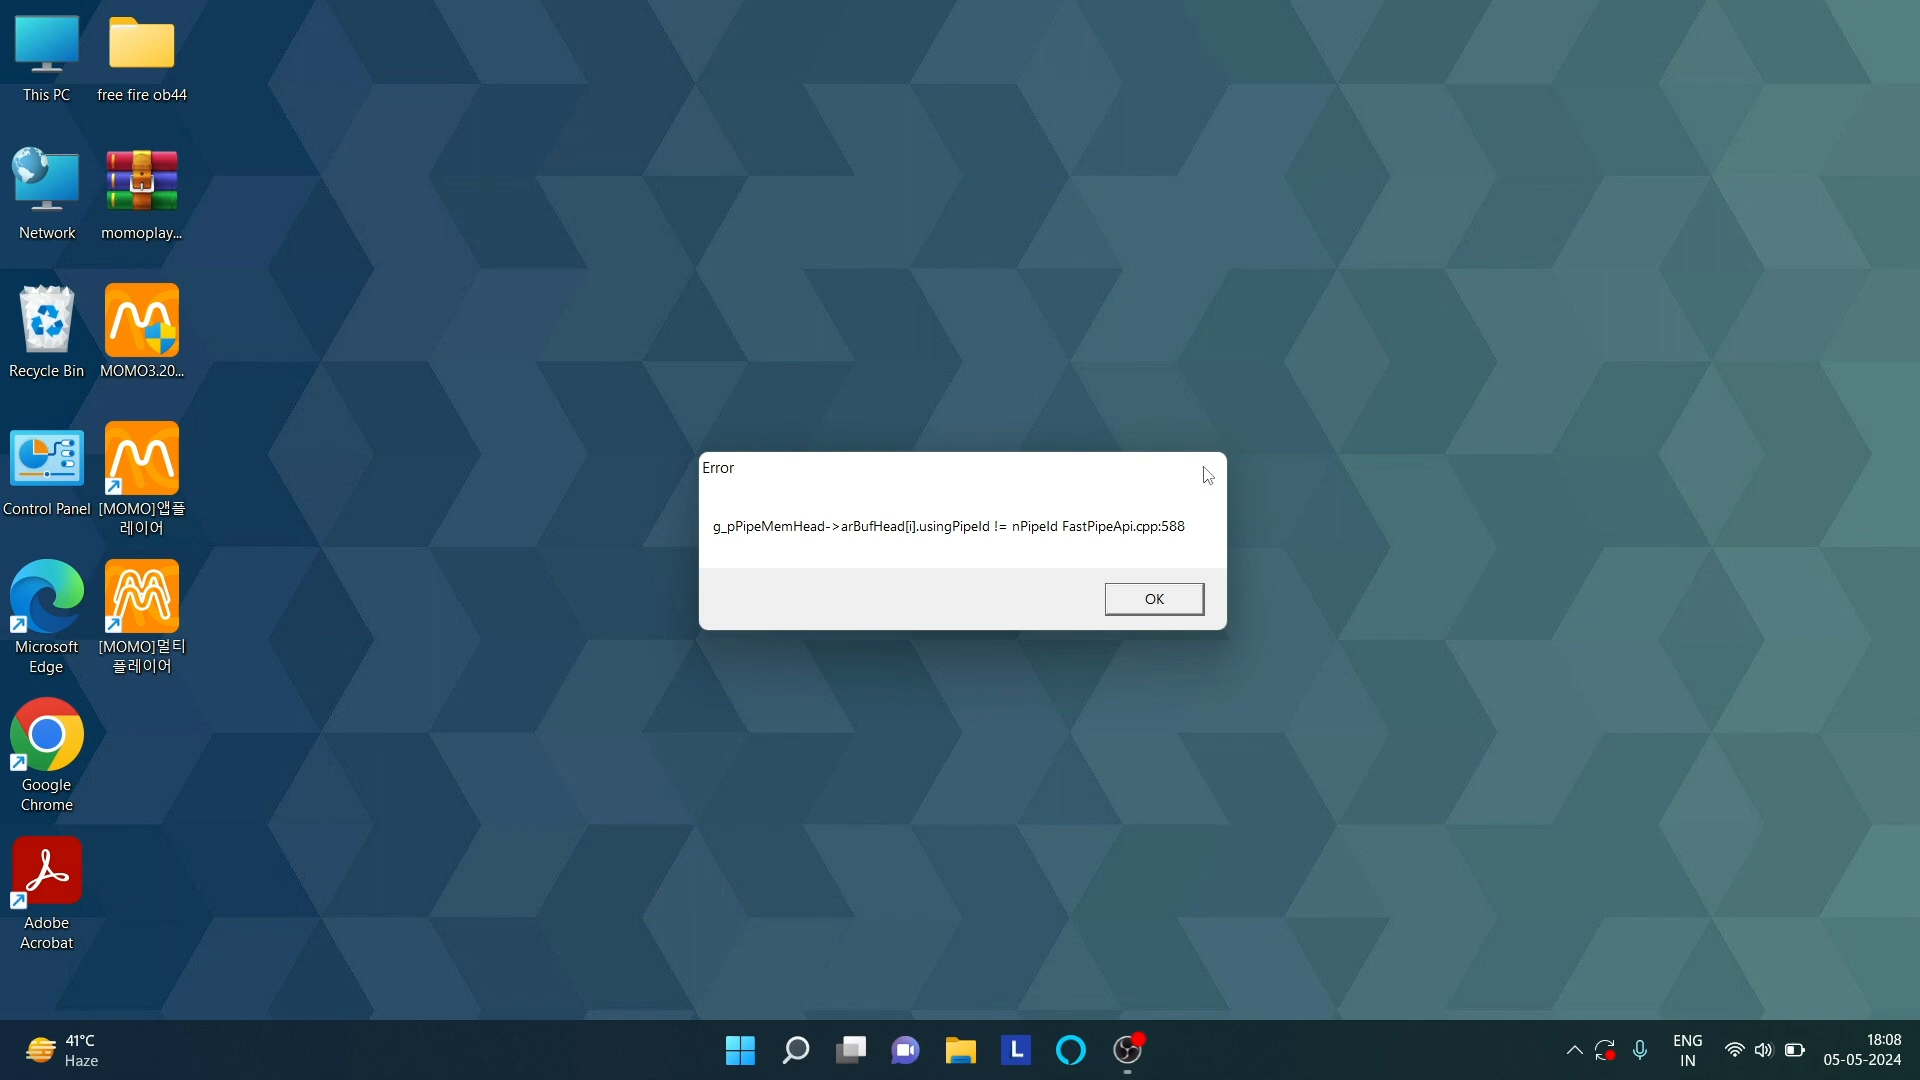 This PC
free fire ob44
Network
momoplay...
Recycle Bin
MOMO3.20...
Control Panel
[MOMO]앱플
레이어
Microsoft
Edge
[MOMO]멀티
플레이어
Google
Chrome
Adobe
Acrobat
Error
g_pPipeMemHead->arBufHead[i].usingPipeId != nPipeId FastPipeApi.cpp:588
OK
41°C
Haze
L
ENG
IN
18:08
05-05-2024